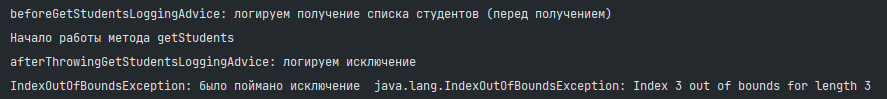 beforeGetStudentsLoggingAdvice: логируем получение списка студентов (перед получением)
Начало работы метода getStudents
afterThrowingGetStudentsLoggingAdvice: логируем исключение
IndexOutOfBoundsException: было поймано исключение  java.lang.IndexOutOfBoundsException: Index 3 out of bounds for length 3